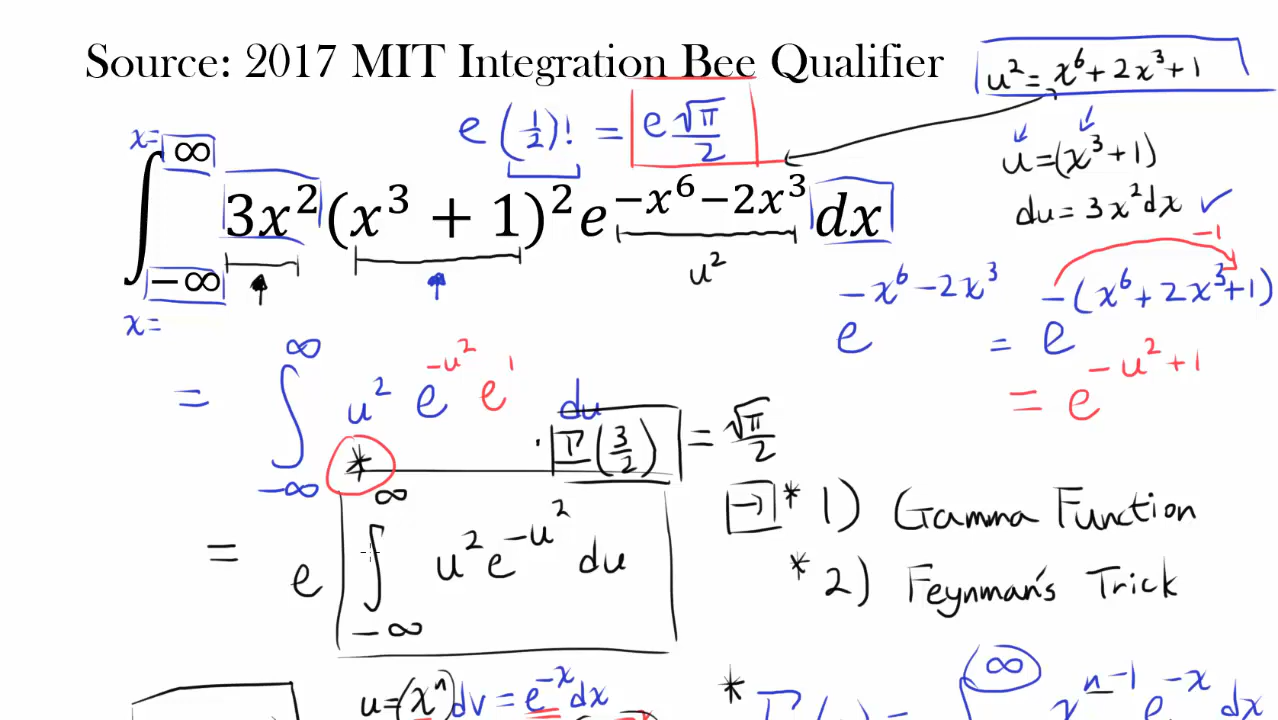 Source: 2017 MIT Integration Bee Qualifier
u² = x⁶ + 2x³ + 1
e (1/2)! = e √π/2
u = (x³ + 1)
du = 3x² dx ✓
x= ∞
∫ 3x²(x³ + 1)² e^(−x⁶−2x³) dx
−∞
x=
u²
−1
e^(−x⁶−2x³) = e^(−(x⁶+2x³+1))
= e^(−u²+1)
= ∫_(−∞)^∞ u² e^(−u²) e¹ du
* · Γ(3/2) = √π/2
= e ∫_(−∞)^∞ u² e^(−u²) du
→ * 1) Gamma Function
* 2) Feynman's Trick
u = (xⁿ) dv = e^(−x) dx
* ∞
x^(n−1) e^(−x) dx